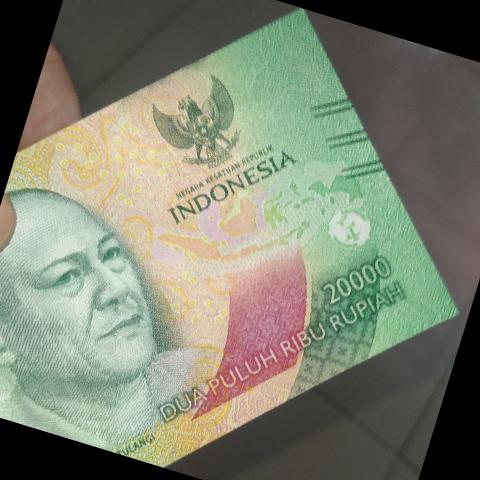 NEGARA KESATUAN REPUBLIK
INDONESIA
20000
DUA PULUH RIBU RUPIAH